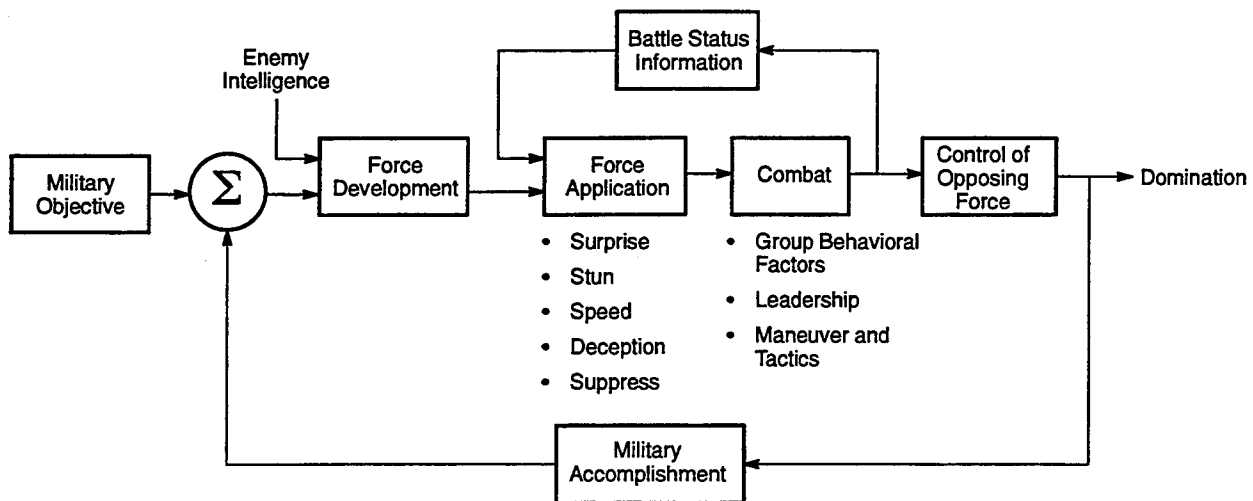 Battle Status
Information
Enemy
Intelligence
Military
Objective
Σ
Force
Development
Force
Application
Combat
Control of
Opposing
Force
Domination
• Surprise
• Stun
• Speed
• Deception
• Suppress
• Group Behavioral
Factors
• Leadership
• Maneuver and
Tactics
Military
Accomplishment